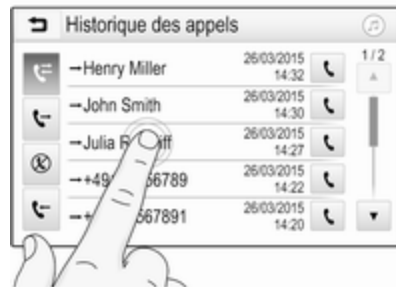 Historique des appels
→Henry Miller 26/03/2015 14:32
1/2
→John Smith 26/03/2015 14:30
→Julia 26/03/2015 14:27
26/03/2015 14:22
567891 26/03/2015 14:20